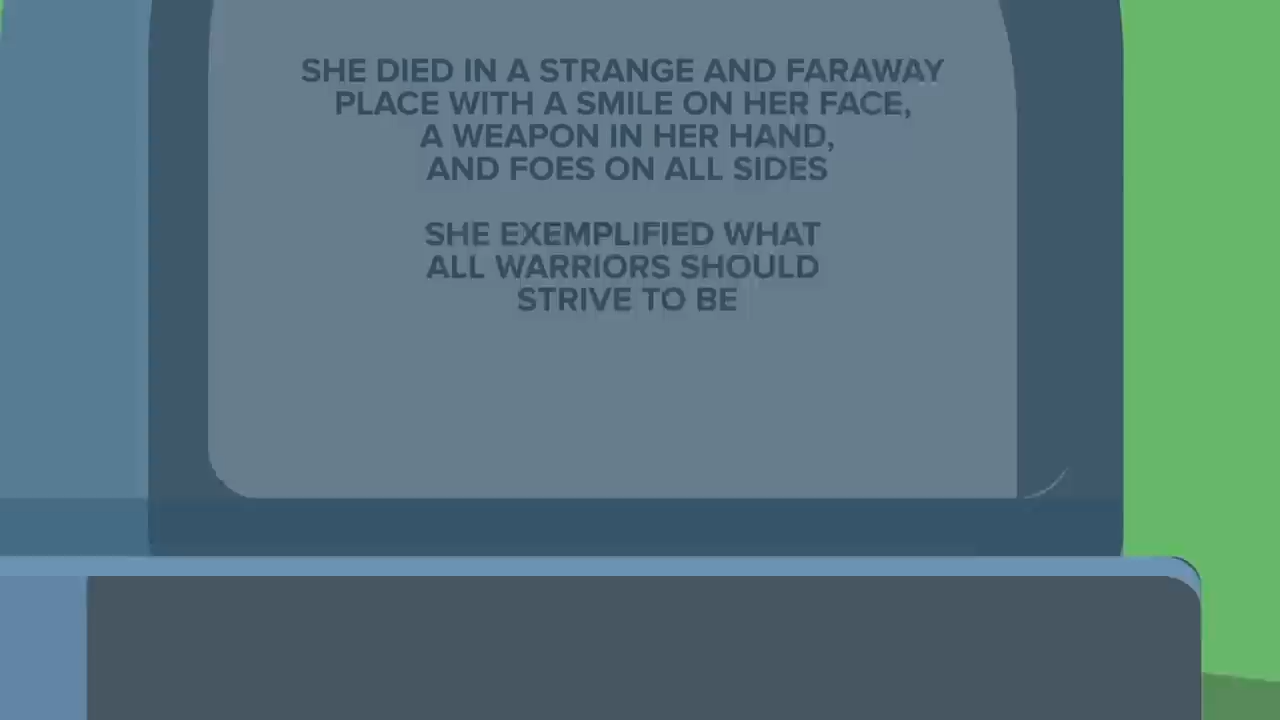 SHE DIED IN A STRANGE AND FARAWAY
PLACE WITH A SMILE ON HER FACE,
A WEAPON IN HER HAND,
AND FOES ON ALL SIDES
SHE EXEMPLIFIED WHAT
ALL WARRIORS SHOULD
STRIVE TO BE